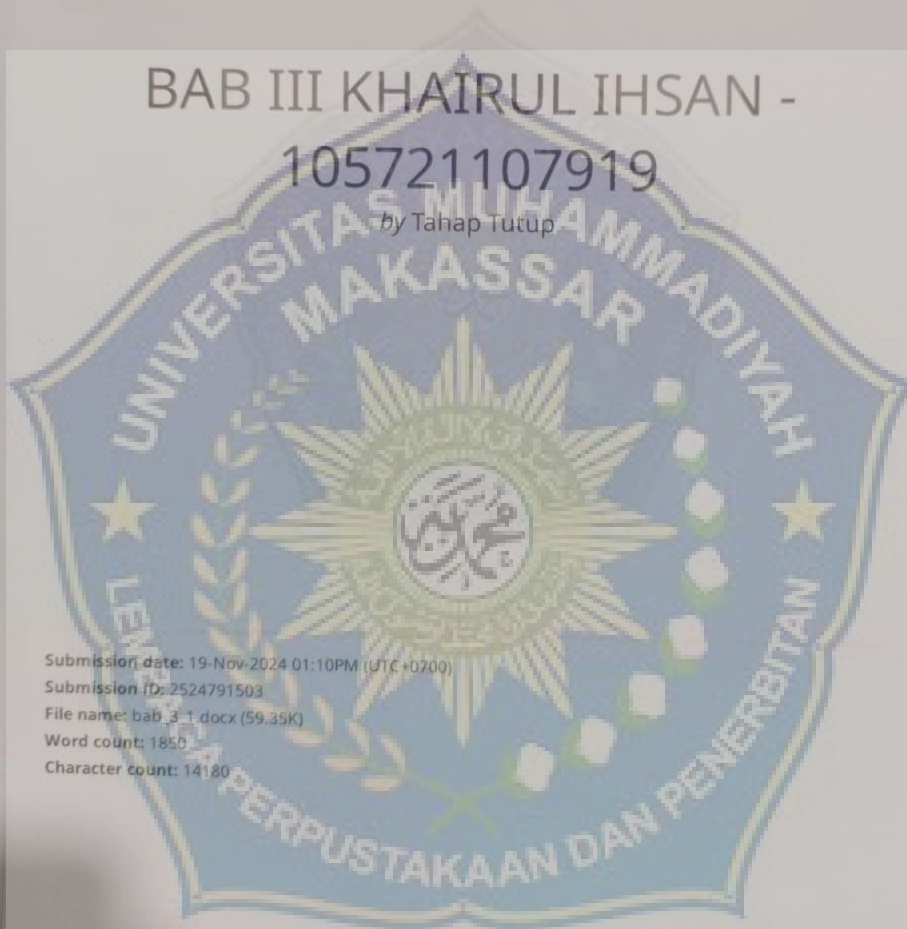 BAB III KHAIRUL IHSAN -
105721107919
by Tahap Tutup
UNIVERSITAS MUHAMMADIYAH
MAKASSAR
محمدية
Submission date: 19-Nov-2024 01:10PM (UTC+0700)
Submission ID: 2524791503
File name: bab_3_1.docx (59.35K)
Word count: 1850
Character count: 14180
LEMBAGA PERPUSTAKAAN DAN PENERBITAN